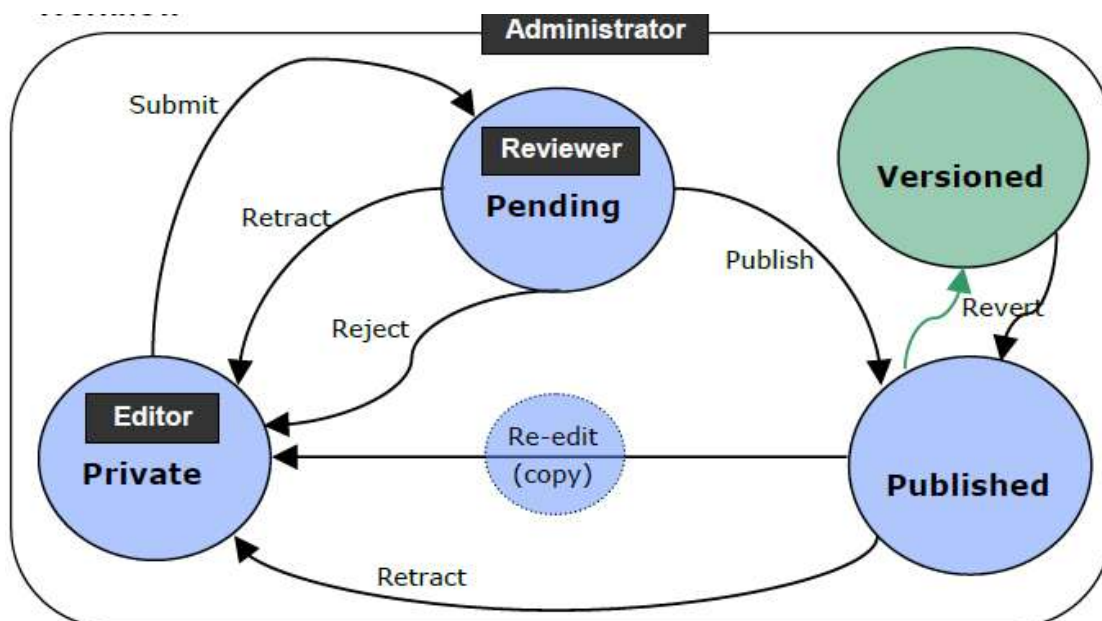 Administrator
Submit
Reviewer
Pending
Versioned
Retract
Publish
Revert
Reject
Editor
Private
Re-edit
(copy)
Published
Retract